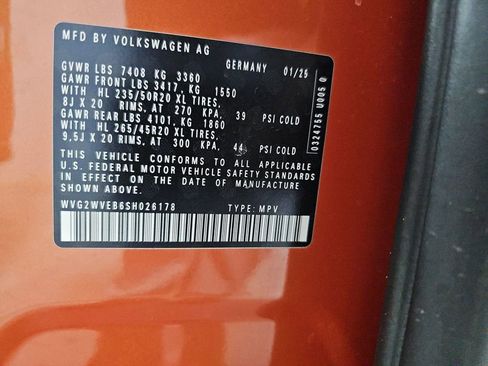 MFD BY VOLKSWAGEN AG
GERMANY 01/25
GVWR LBS 7408 KG 3360
GAWR FRONT LBS 3417, KG 1550
WITH HL 235/50R20 XL TIRES,
8J X 20 RIMS, AT 270 KPA, 39 PSI COLD
GAWR REAR LBS 4101, KG 1860
WITH HL 265/45R20 XL TIRES,
9,5J X 20 RIMS, AT 300 KPA, 44 PSI COLD
THIS VEHICLE CONFORMS TO ALL APPLICABLE
U.S. FEDERAL MOTOR VEHICLE SAFETY STANDARDS
IN EFFECT ON THE DATE OF MANUFACTURE
SHOWN ABOVE.
WVG2WVEB6SH026178 TYPE: MPV
0324755 U005 Q